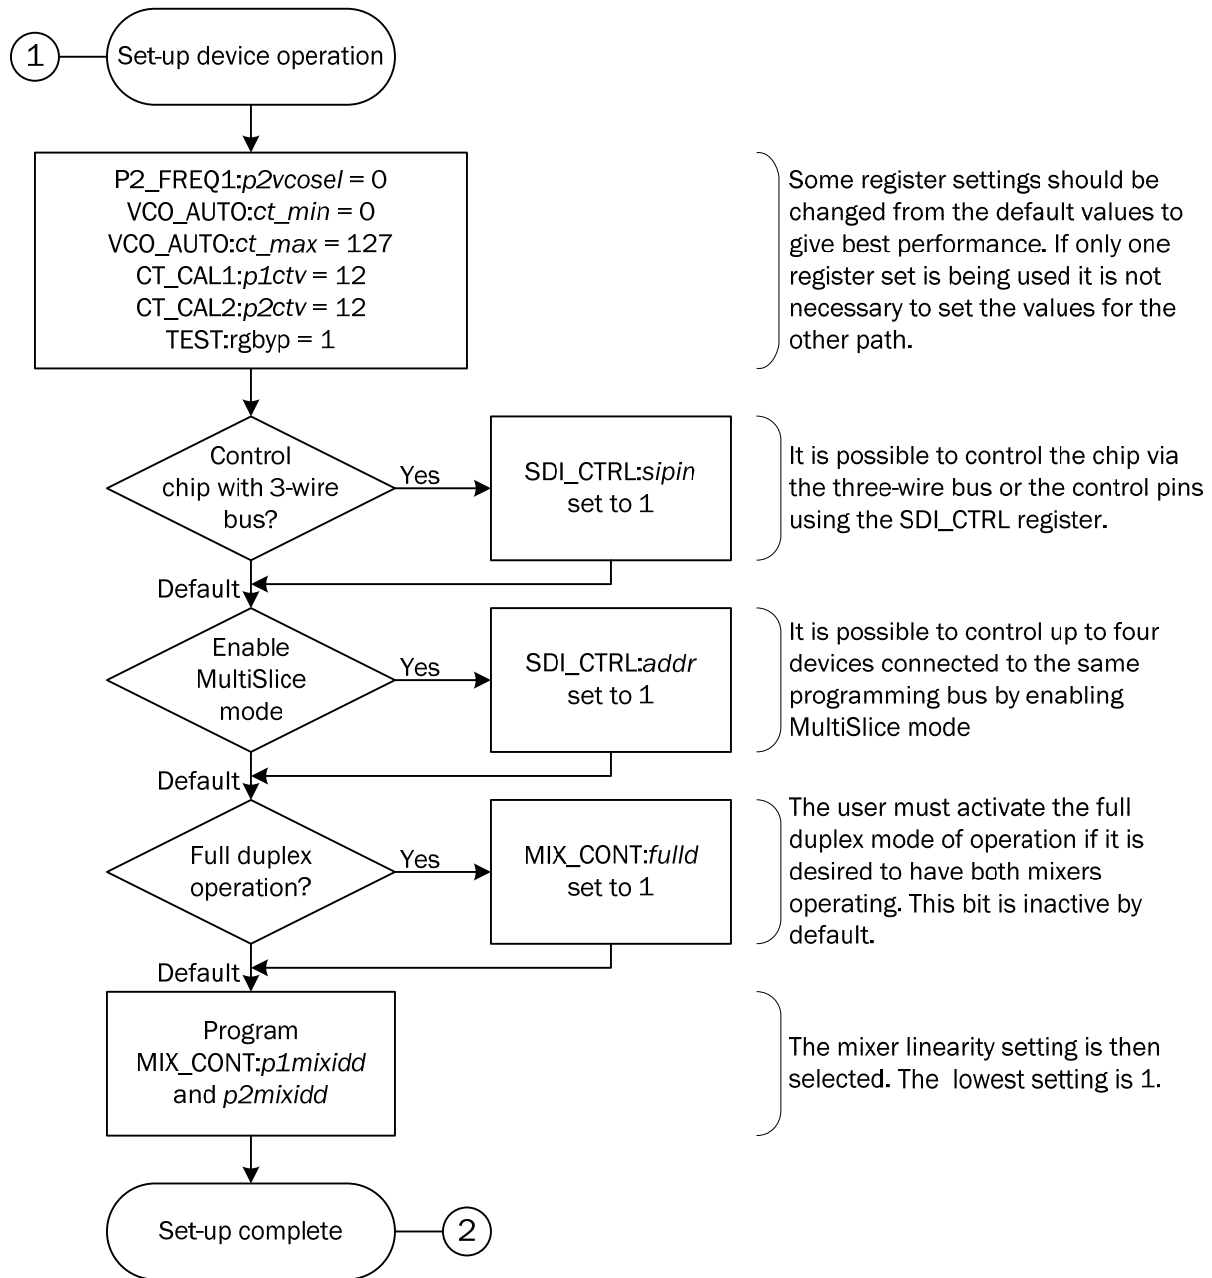 1
Set-up device operation
P2_FREQ1:p2vcosel = 0
VCO_AUTO:ct_min = 0
VCO_AUTO:ct_max = 127
CT_CAL1:p1ctv = 12
CT_CAL2:p2ctv = 12
TEST:rgbyp = 1
Some register settings should be
changed from the default values to
give best performance. If only one
register set is being used it is not
necessary to set the values for the
other path.
Control
chip with 3-wire
bus?
Yes
SDI_CTRL:sipin
set to 1
It is possible to control the chip via
the three-wire bus or the control pins
using the SDI_CTRL register.
Default
Enable
MultiSlice
mode
Yes
SDI_CTRL:addr
set to 1
It is possible to control up to four
devices connected to the same
programming bus by enabling
MultiSlice mode
Default
Full duplex
operation?
Yes
MIX_CONT:fulld
set to 1
The user must activate the full
duplex mode of operation if it is
desired to have both mixers
operating. This bit is inactive by
default.
Default
Program
MIX_CONT:p1mixidd
and p2mixidd
The mixer linearity setting is then
selected. The lowest setting is 1.
Set-up complete
2